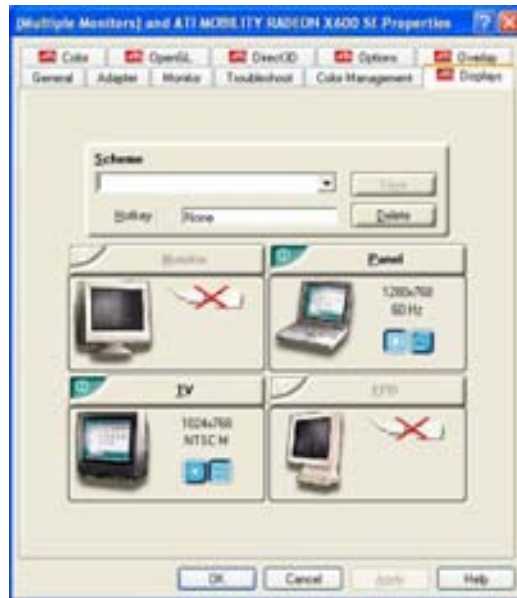 (Multiple Monitors) and ATI MOBILITY RADEON X600 SE Properties
Color
OpenGL
Direct3D
Options
Overlay
General
Adapter
Monitor
Troubleshoot
Color Management
Displays
Scheme
Save
Hotkey
None
Delete
Monitor
Panel
1280x768
60 Hz
TV
1024x768
NTSC M
FPD
OK
Cancel
Apply
Help